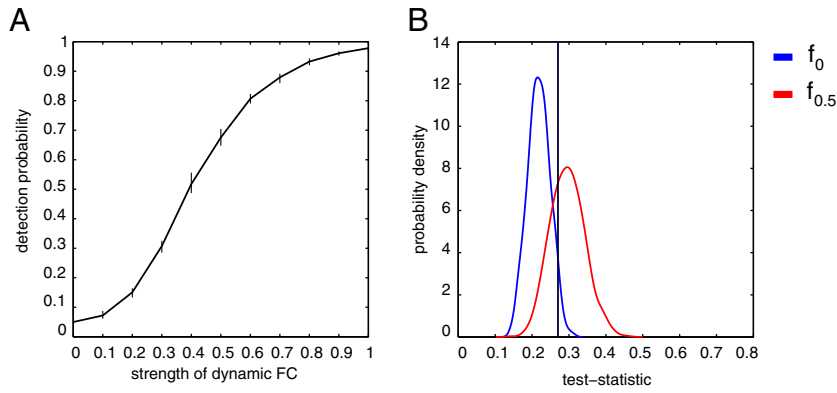 A
1
0.9
0.8
0.7
0.6
0.5
0.4
0.3
0.2
0.1
0
detection probability
0 0.1 0.2 0.3 0.4 0.5 0.6 0.7 0.8 0.9 1
strength of dynamic FC
B
14
12
10
8
6
4
2
0
probability density
0 0.1 0.2 0.3 0.4 0.5 0.6 0.7 0.8
test−statistic
f0
f0.5